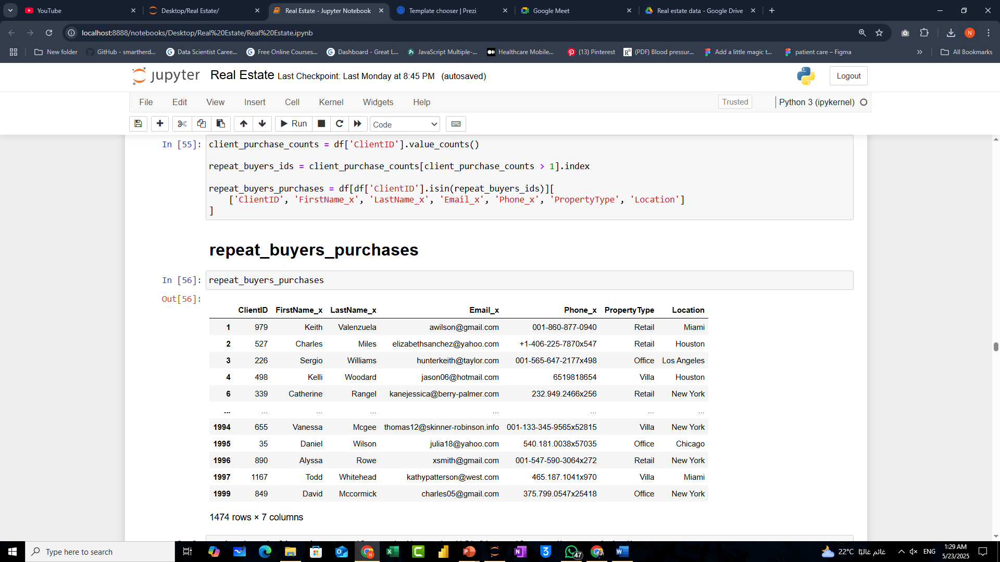 YouTube
Desktop/Real Estate/
Real Estate - Jupyter Notebook
Template chooser | Prezi
Google Meet
Real estate data - Google Drive
localhost:8888/notebooks/Desktop/Real%20Estate/Real%20Estate.ipynb
N
New folder
GitHub - smartherd...
Data Scientist Caree...
Free Online Courses...
Dashboard - Great L...
JavaScript Multiple-...
Healthcare Mobile...
(13) Pinterest
(PDF) Blood pressur...
Add a little magic t...
patient care – Figma
All Bookmarks
jupyter Real Estate Last Checkpoint: Last Monday at 8:45 PM (autosaved)
Logout
File Edit View Insert Cell Kernel Widgets Help
Trusted
Python 3 (ipykernel)
Run
Code
In [55]: client_purchase_counts = df['ClientID'].value_counts()
repeat_buyers_ids = client_purchase_counts[client_purchase_counts > 1].index
repeat_buyers_purchases = df[df['ClientID'].isin(repeat_buyers_ids)][
['ClientID', 'FirstName_x', 'LastName_x', 'Email_x', 'Phone_x', 'PropertyType', 'Location']
]
repeat_buyers_purchases
In [56]: repeat_buyers_purchases
Out[56]:
ClientID FirstName_x LastName_x Email_x Phone_x PropertyType Location
1 979 Keith Valenzuela awilson@gmail.com 001-860-877-0940 Retail Miami
2 527 Charles Miles elizabethsanchez@yahoo.com +1-406-225-7870x547 Retail Houston
3 226 Sergio Williams hunterkeith@taylor.com 001-565-647-2177x498 Office Los Angeles
4 498 Kelli Woodard jason06@hotmail.com 6519818654 Villa Houston
6 339 Catherine Rangel kanejessica@berry-palmer.com 232.949.2466x256 Retail New York
... ... ... ... ... ... ... ...
1994 655 Vanessa Mcgee thomas12@skinner-robinson.info 001-133-345-9565x52815 Villa New York
1995 35 Daniel Wilson julia18@yahoo.com 540.181.0038x57035 Office Chicago
1996 890 Alyssa Rowe xsmith@gmail.com 001-547-590-3064x272 Retail New York
1997 1167 Todd Whitehead kathypatterson@west.com 465.187.1041x970 Villa Miami
1999 849 David Mccormick charles05@gmail.com 375.799.0547x25418 Office New York
1474 rows × 7 columns
Type here to search
47
22°C غائم غالبًا
ENG
1:29 AM
5/23/2025